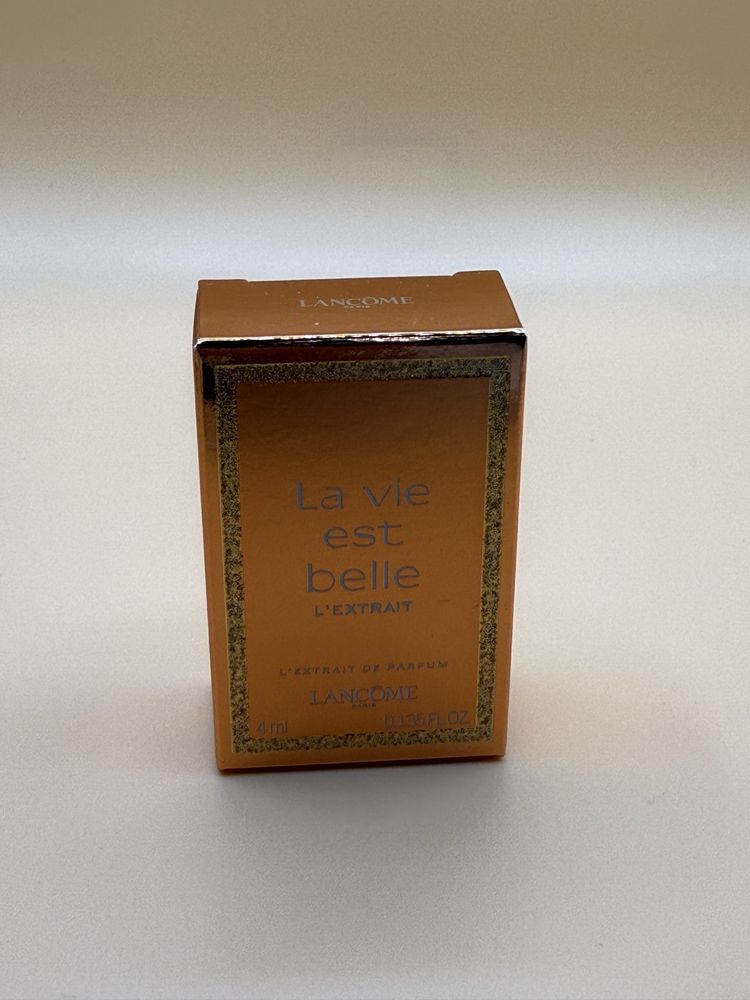 LANCÔME
PARIS
La vie
est
belle
L'EXTRAIT
L'EXTRAIT DE PARFUM
LANCÔME
PARIS
4 ml 0.135 FL.OZ